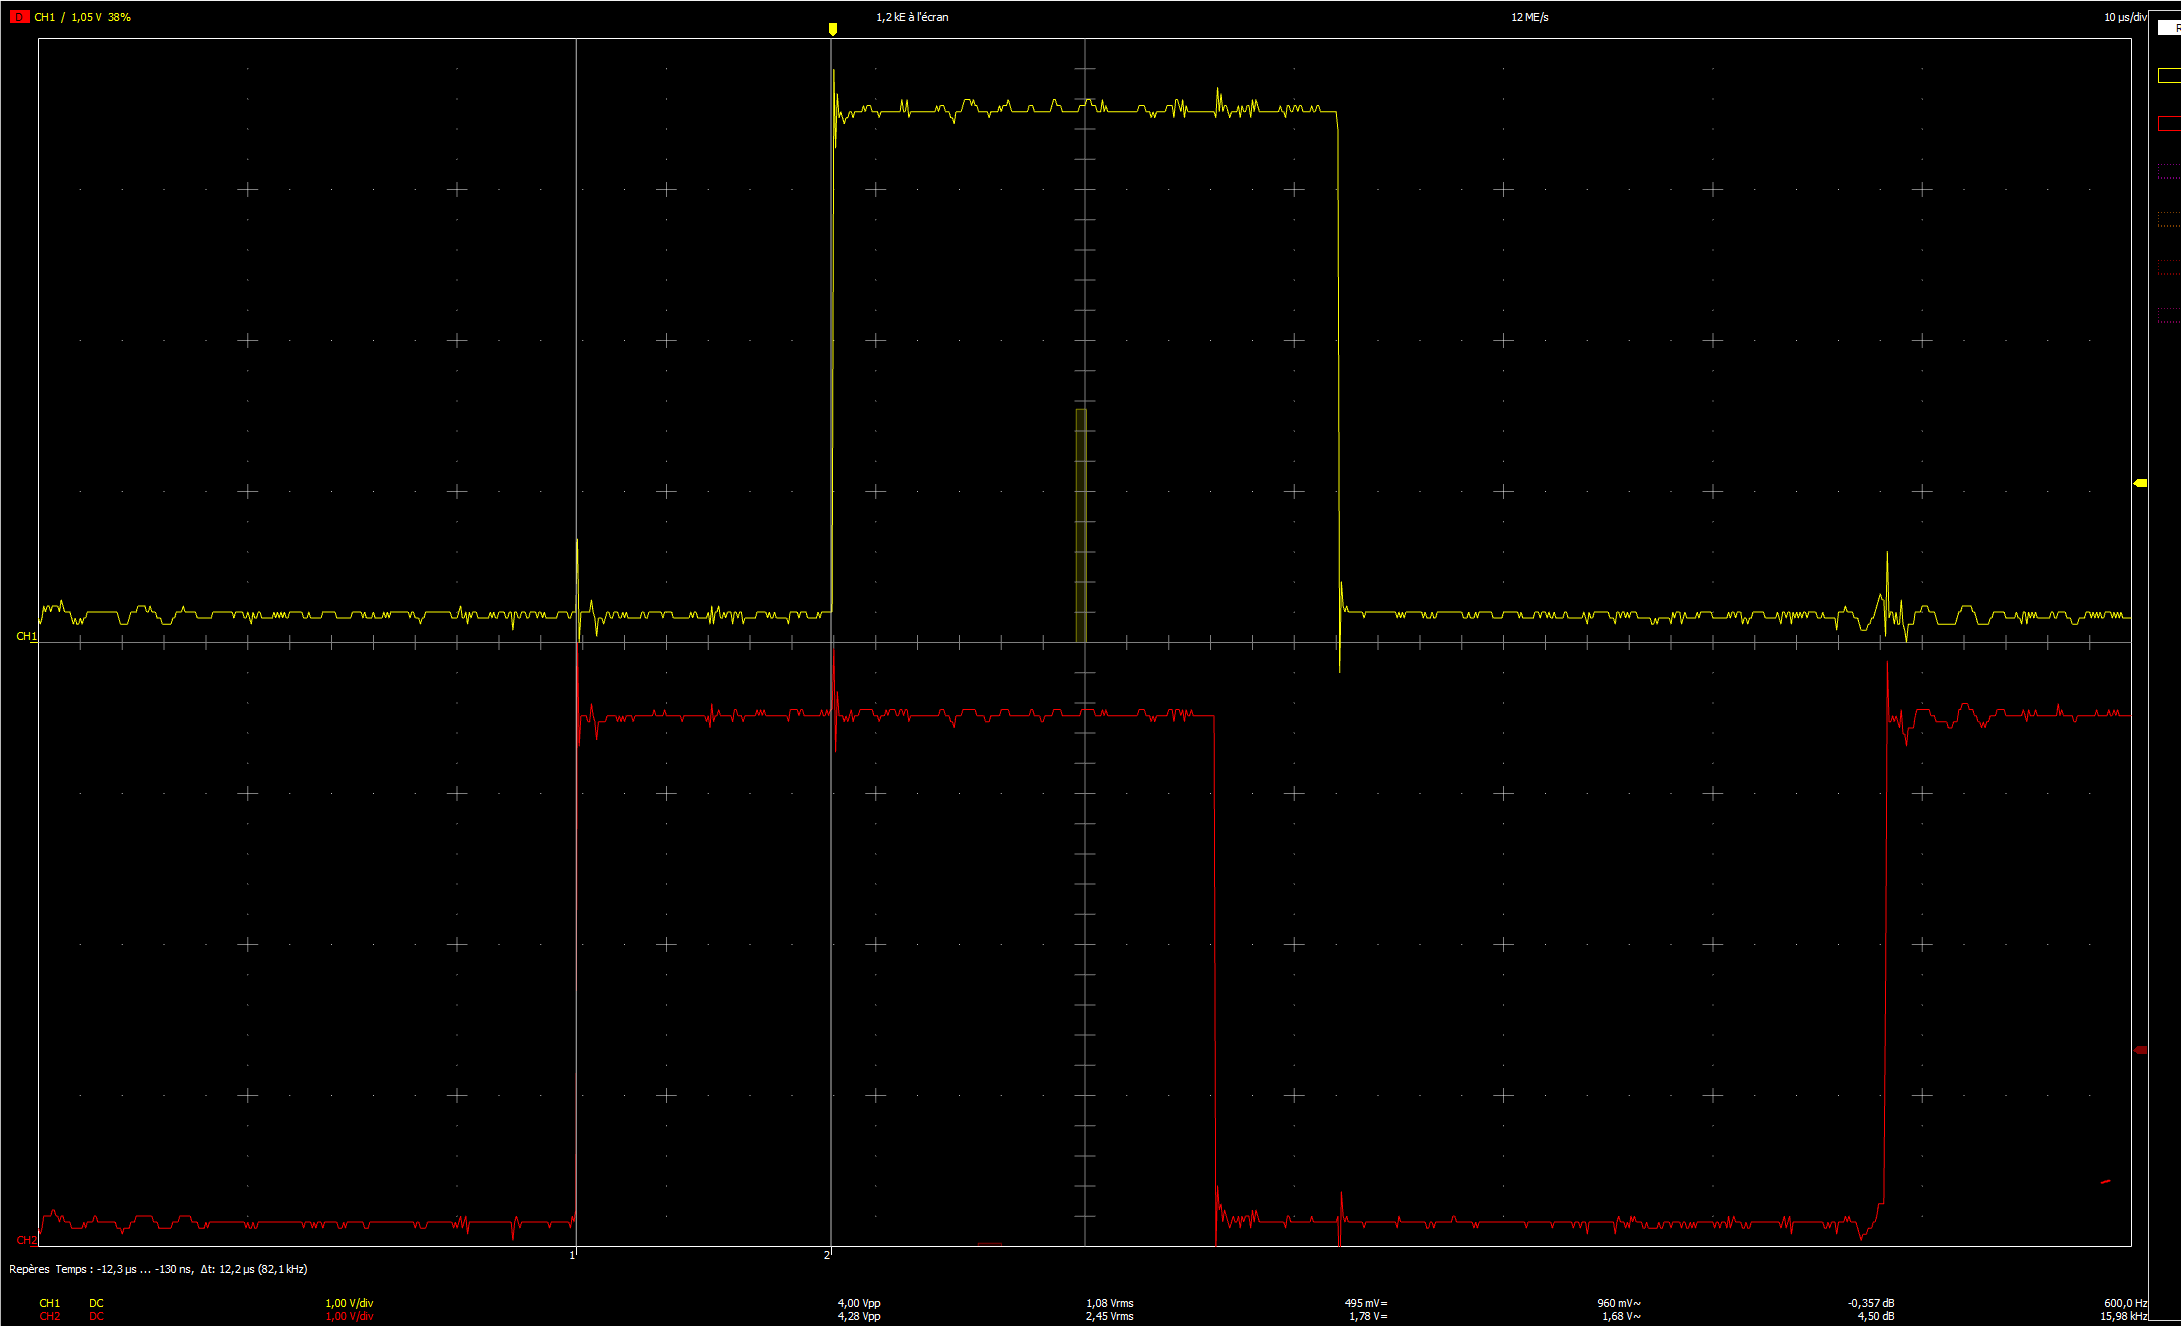 D CH1 / 1,05 V 38% 1,2 kE à l'écran 12 ME/s 10 µs/div
R
CH1
CH2
1 2
Repères Temps : -12,3 µs ... -130 ns, Δt: 12,2 µs (82,1 kHz)
CH1 DC 1,00 V/div 4,00 Vpp 1,08 Vrms 495 mV= 960 mV~ -0,357 dB 600,0 Hz
CH2 DC 1,00 V/div 4,28 Vpp 2,45 Vrms 1,78 V= 1,68 V~ 4,50 dB 15,98 kHz